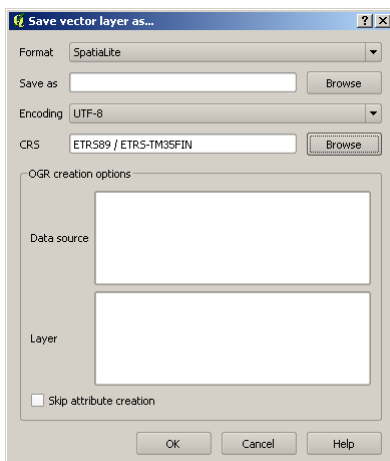 Save vector layer as...
Format SpatiaLite
Save as Browse
Encoding UTF-8
CRS ETRS89 / ETRS-TM35FIN Browse
OGR creation options
Data source
Layer
Skip attribute creation
OK Cancel Help